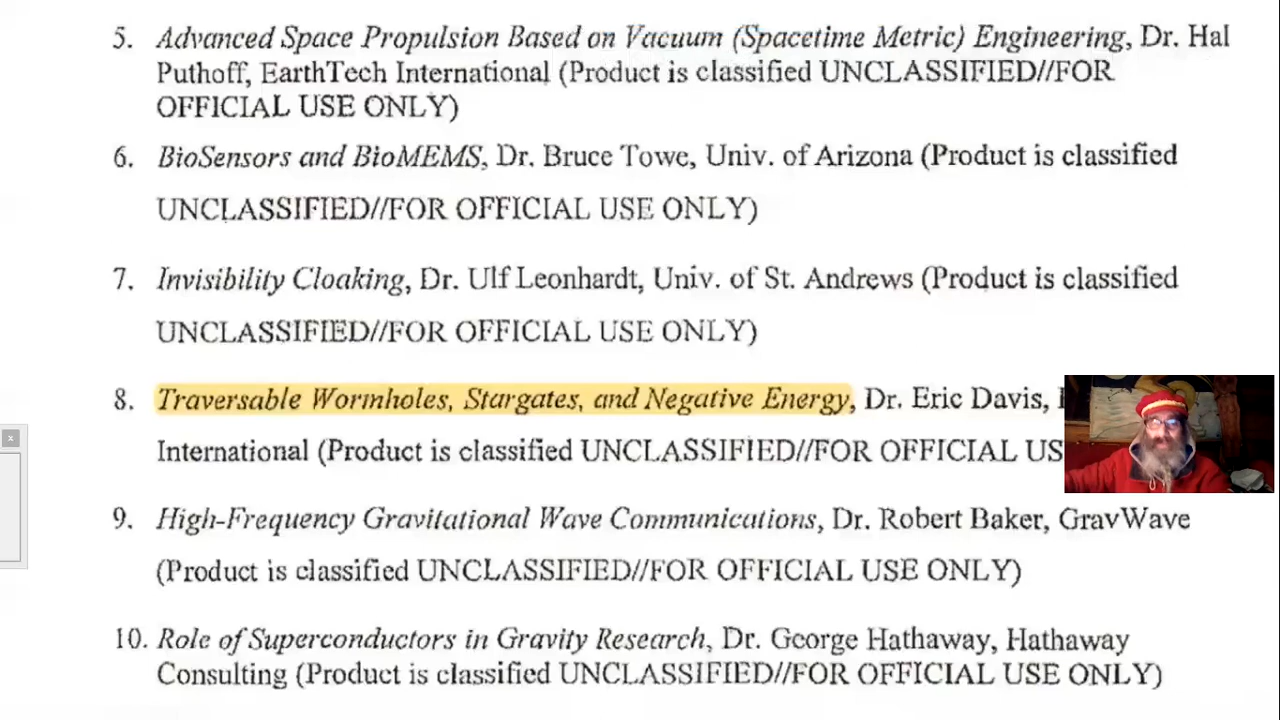 5. Advanced Space Propulsion Based on Vacuum (Spacetime Metric) Engineering, Dr. Hal
Puthoff, EarthTech International (Product is classified UNCLASSIFIED//FOR
OFFICIAL USE ONLY)
6. BioSensors and BioMEMS, Dr. Bruce Towe, Univ. of Arizona (Product is classified
UNCLASSIFIED//FOR OFFICIAL USE ONLY)
7. Invisibility Cloaking, Dr. Ulf Leonhardt, Univ. of St. Andrews (Product is classified
UNCLASSIFIED//FOR OFFICIAL USE ONLY)
8. Traversable Wormholes, Stargates, and Negative Energy, Dr. Eric Davis,
International (Product is classified UNCLASSIFIED//FOR OFFICIAL US
9. High-Frequency Gravitational Wave Communications, Dr. Robert Baker, GravWave
(Product is classified UNCLASSIFIED//FOR OFFICIAL USE ONLY)
10. Role of Superconductors in Gravity Research, Dr. George Hathaway, Hathaway
Consulting (Product is classified UNCLASSIFIED//FOR OFFICIAL USE ONLY)
x